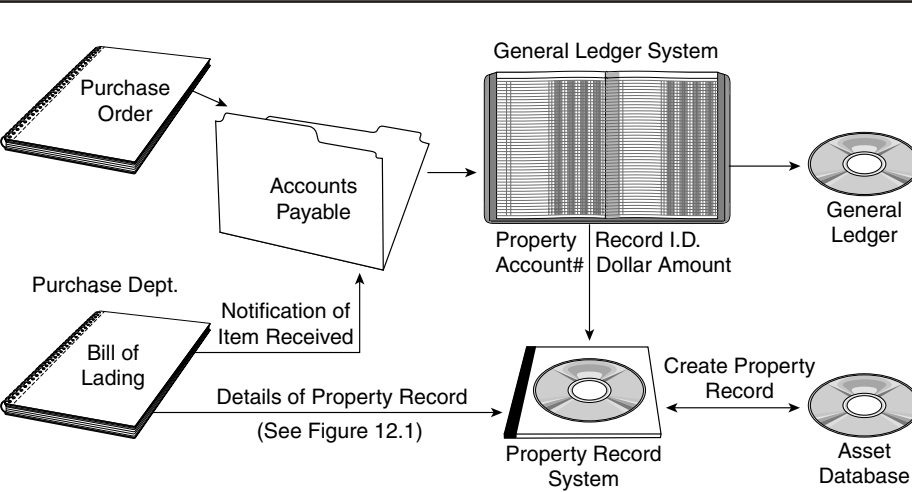 General Ledger System
Purchase
Order
Accounts
Payable
General
Ledger
Property
Account#
Record I.D.
Dollar Amount
Purchase Dept.
Notification of
Item Received
Bill of
Lading
Details of Property Record
(See Figure 12.1)
Create Property
Record
Property Record
System
Asset
Database